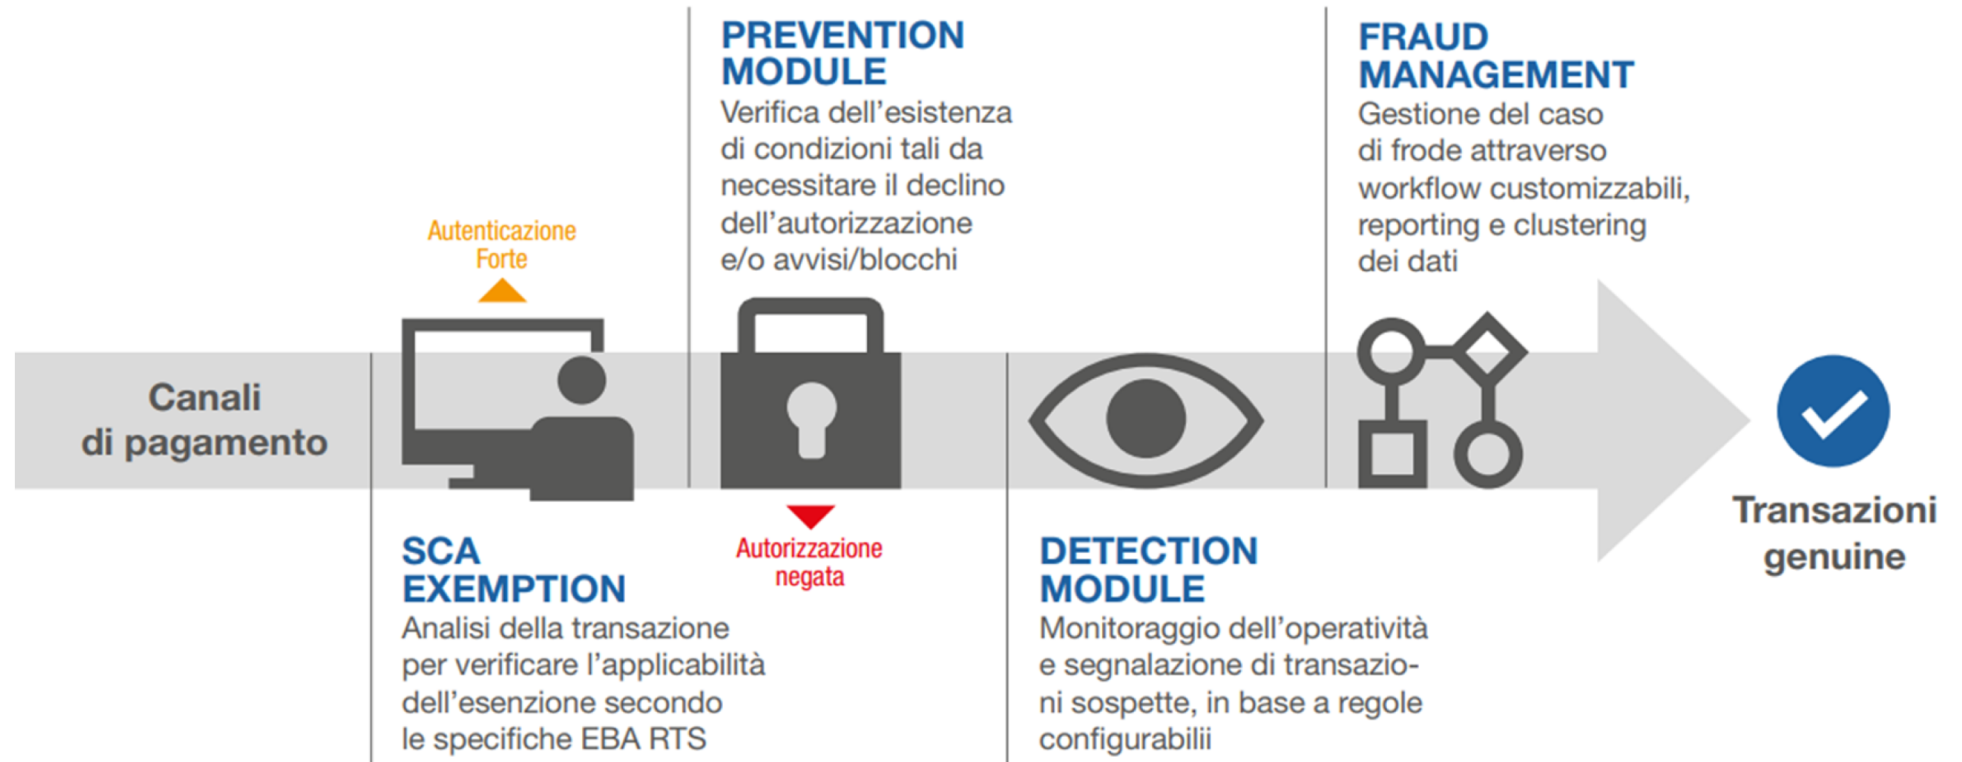 Canali
di pagamento
Autenticazione
Forte
SCA
EXEMPTION
Analisi della transazione
per verificare l'applicabilità
dell'esenzione secondo
le specifiche EBA RTS
PREVENTION
MODULE
Verifica dell'esistenza
di condizioni tali da
necessitare il declino
dell'autorizzazione
e/o avvisi/blocchi
Autorizzazione
negata
DETECTION
MODULE
Monitoraggio dell'operatività
e segnalazione di transazio-
ni sospette, in base a regole
configurabilii
FRAUD
MANAGEMENT
Gestione del caso
di frode attraverso
workflow customizzabili,
reporting e clustering
dei dati
Transazioni
genuine